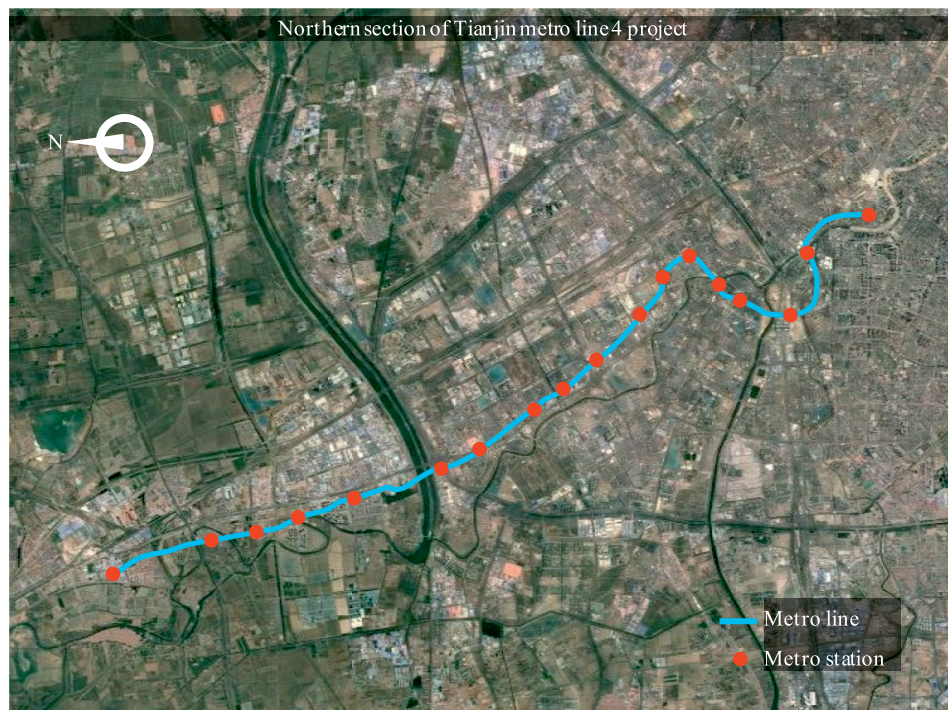 Northern section of Tianjin metro line 4 project
N
Metro line
Metro station